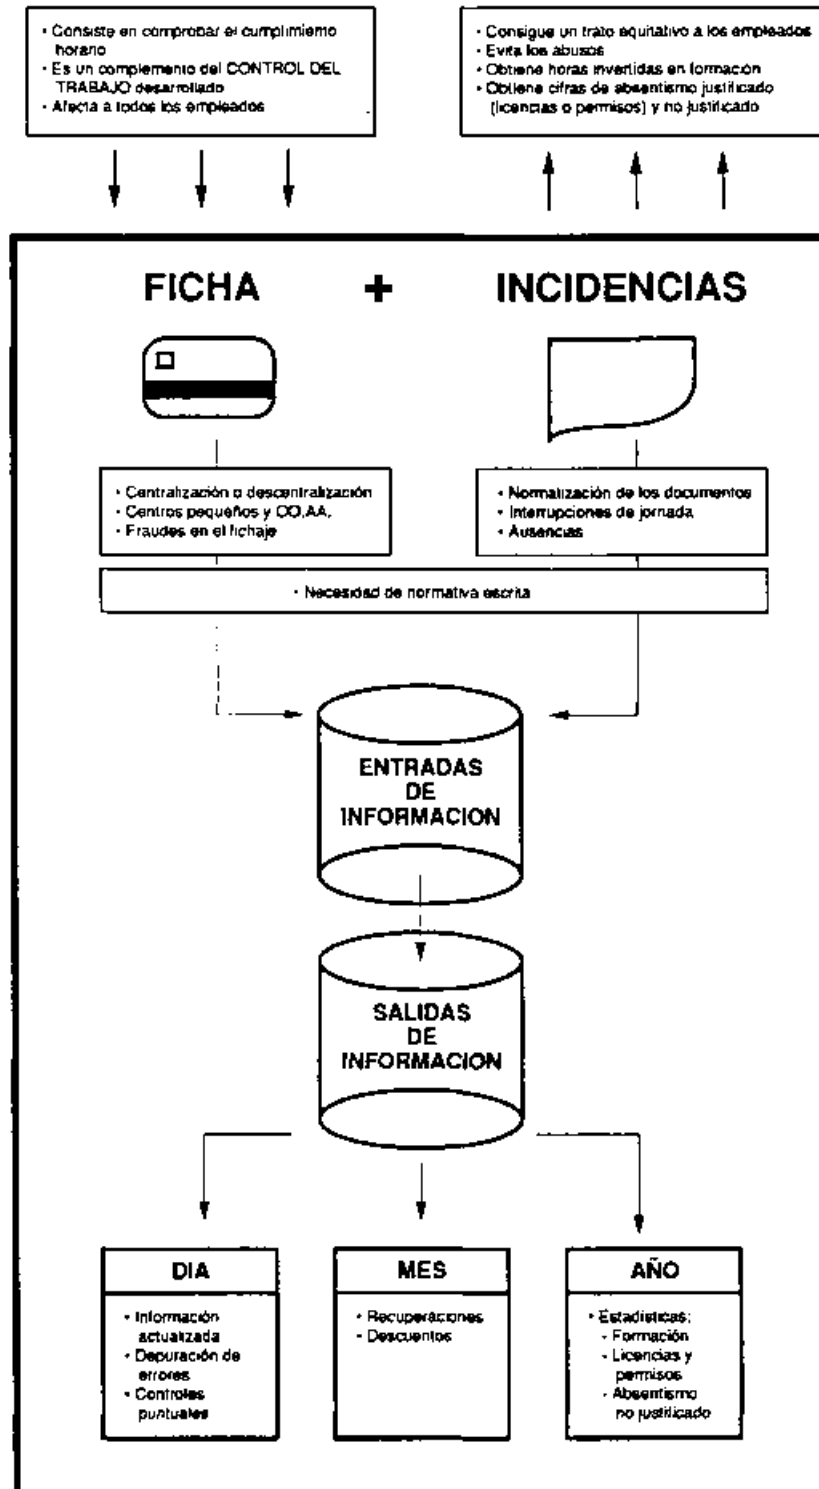 • Consiste en comprobar el cumplimiento
horario
• Es un complemento del CONTROL DEL
TRABAJO desarrollado
• Afecta a todos los empleados
• Consigue un trato equitativo a los empleados
• Evita los abusos
• Obtiene horas invertidas en formación
• Obtiene cifras de absentismo justificado
(licencias o permisos) y no justificado
FICHA + INCIDENCIAS
• Centralización o descentralización
• Centros pequeños y CO.AA.
• Fraudes en el fichaje
• Normatización de los documentos
• Interrupciones de jornada
• Ausencias
• Necesidad de normativa escrita
ENTRADAS
DE
INFORMACION
SALIDAS
DE
INFORMACION
DIA
• Información
actualizada
• Depuración de
errores
• Controles
puntuales
MES
• Recuperaciones
• Descuentos
AÑO
• Estadísticas:
- Formación
- Licencias y
permisos
- Absentismo
no justificado